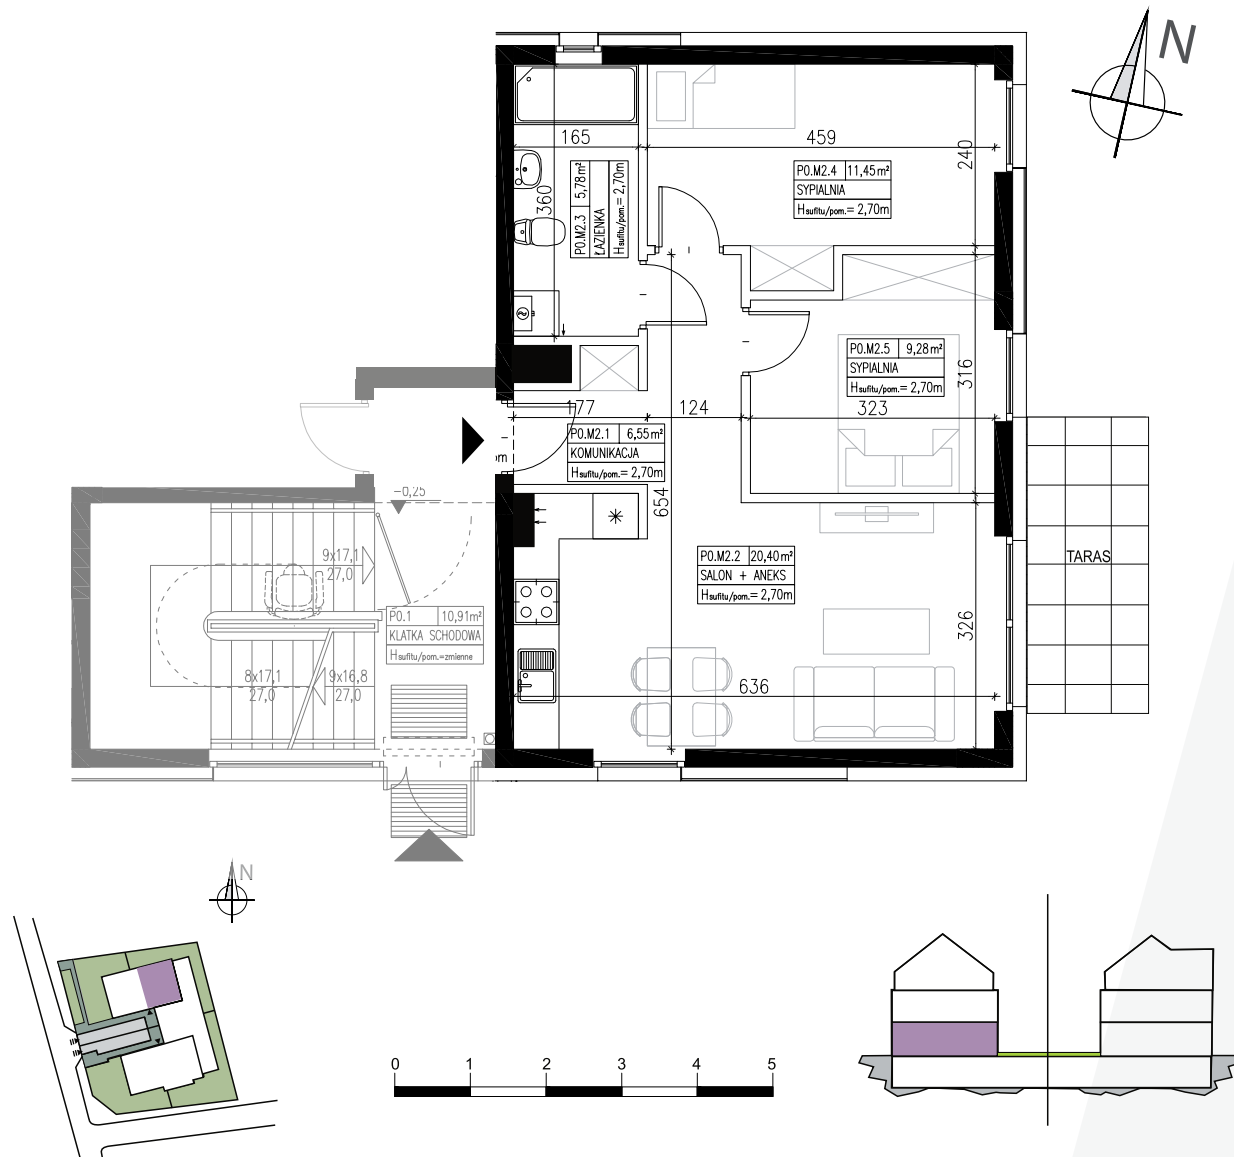 N
165
459
240
P0.M2.4 11,45m²
SYPIALNIA
Hsufitu/pom.= 2,70m
360
P0.M2.3 5,78m²
ŁAZIENKA
Hsufitu/pom.= 2,70m
P0.M2.5 9,28m²
SYPIALNIA
Hsufitu/pom.= 2,70m
316
177
124
323
P0.M2.1 6,55m²
KOMUNIKACJA
Hsufitu/pom.= 2,70m
-0,25
654
9x17,1
27,0
P0.M2.2 20,40m²
SALON + ANEKS
Hsufitu/pom.= 2,70m
TARAS
P0.1 10,91m²
KLATKA SCHODOWA
Hsufitu/pom.=zmienne
326
8x17,1
27,0
9x16,8
27,0
636
N
0 1 2 3 4 5